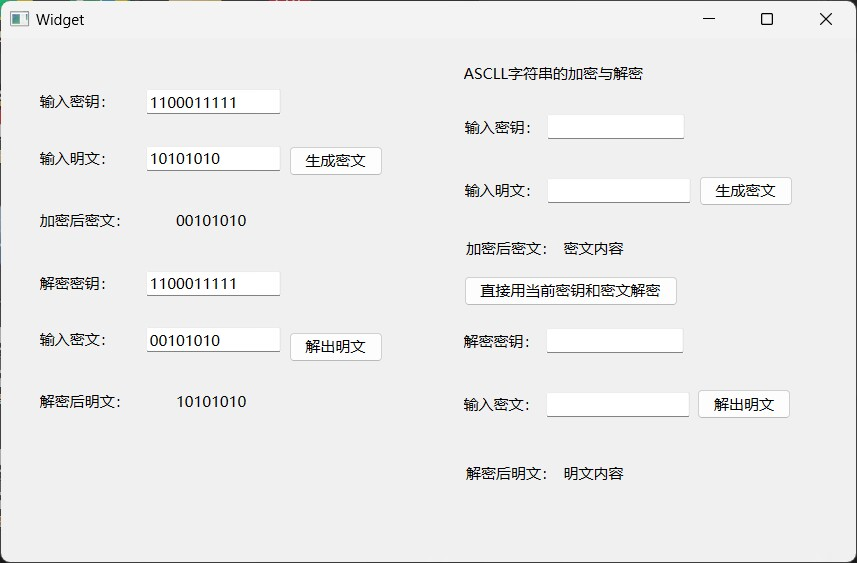 Widget
输入密钥： 1100011111
输入明文： 10101010 生成密文
加密后密文： 00101010
解密密钥： 1100011111
输入密文： 00101010 解出明文
解密后明文： 10101010
ASCLL字符串的加密与解密
输入密钥：
输入明文： 生成密文
加密后密文： 密文内容
直接用当前密钥和密文解密
解密密钥：
输入密文： 解出明文
解密后明文： 明文内容